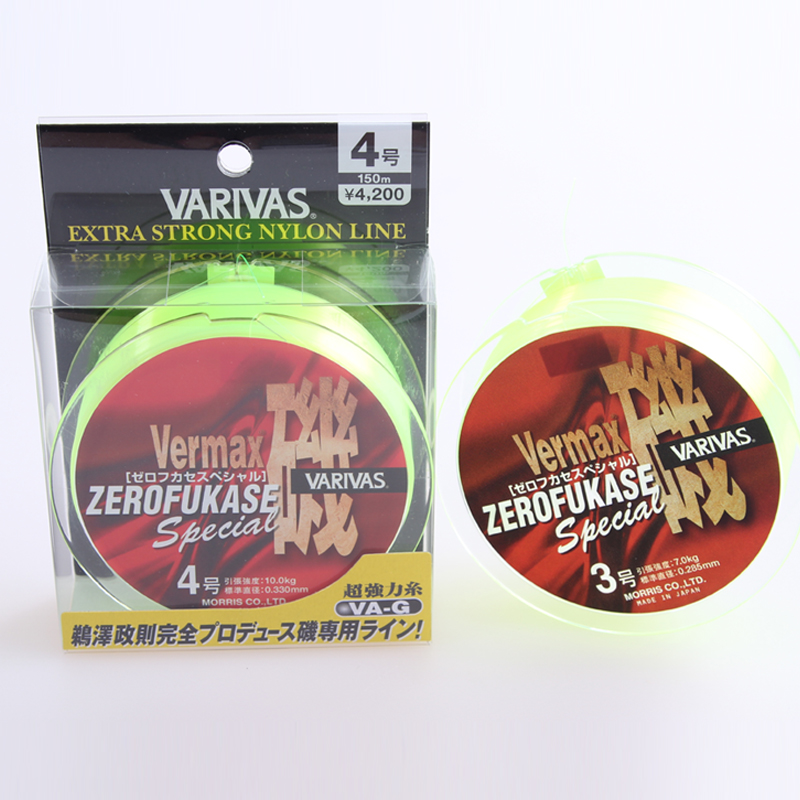 4号
150m
¥4,200
VARIVAS®
EXTRA STRONG NYLON LINE
EXTRA STRONG NYLON LINE
磯
Vermax
VARIVAS®
[ゼロフカセスペシャル]
ZEROFUKASE
Special
4号
引張強度:10.0kg
標準直径:0.330mm
MORRIS CO.,LTD.
超強力糸
VA-G
鵜澤政則完全プロデュース磯専用ライン!
磯
Vermax
VARIVAS®
[ゼロフカセスペシャル]
ZEROFUKASE
Special
3号
引張強度:7.0kg
標準直径:0.285mm
MORRIS CO.,LTD.
MADE IN JAPAN